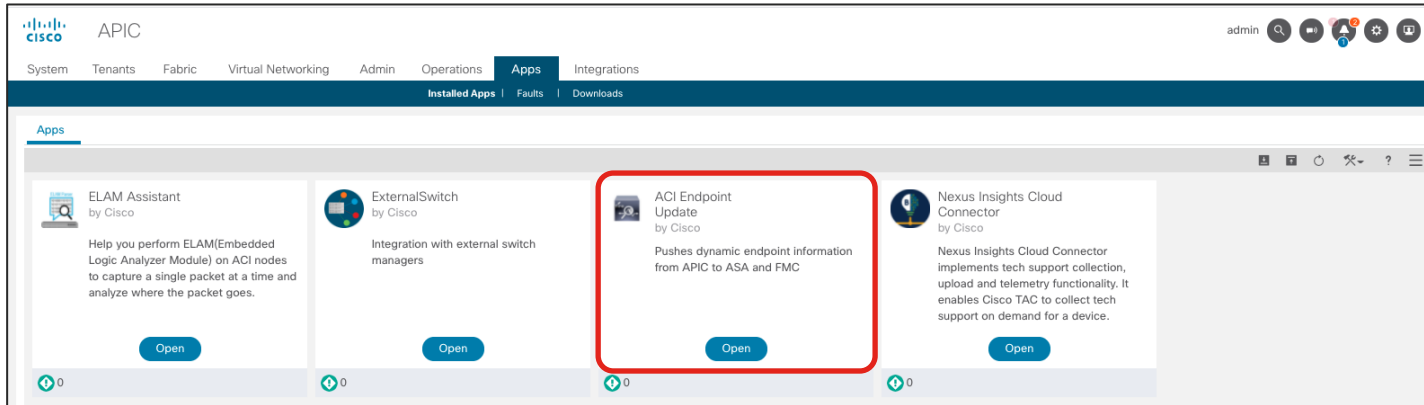 CISCO
APIC
admin
2
1
System Tenants Fabric Virtual Networking Admin Operations Apps Integrations
Installed Apps | Faults | Downloads
Apps
?
ELAM Assistant
by Cisco
Help you perform ELAM(Embedded
Logic Analyzer Module) on ACI nodes
to capture a single packet at a time and
analyze where the packet goes.
Open
0
ExternalSwitch
by Cisco
Integration with external switch
managers
Open
0
ACI Endpoint
Update
by Cisco
Pushes dynamic endpoint information
from APIC to ASA and FMC
Open
0
Nexus Insights Cloud
Connector
by Cisco
Nexus Insights Cloud Connector
implements tech support collection,
upload and telemetry functionality. It
enables Cisco TAC to collect tech
support on demand for a device.
Open
0